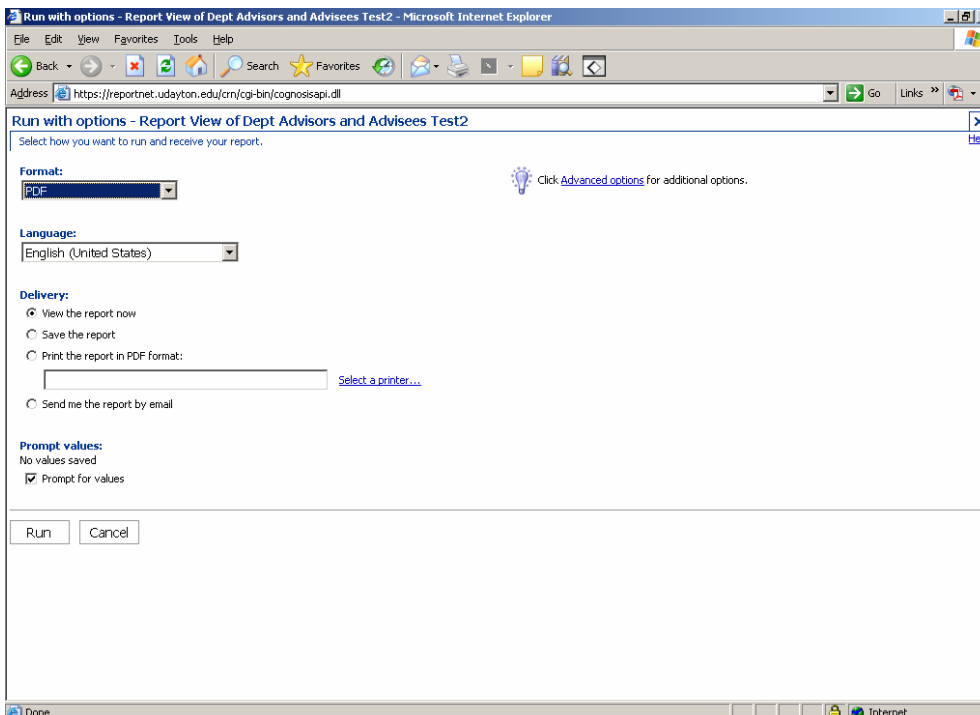 Run with options - Report View of Dept Advisors and Advisees Test2 - Microsoft Internet Explorer
File Edit View Favorites Tools Help
Back Search Favorites
Address https://reportnet.udayton.edu/crn/cgi-bin/cognosisapi.dll Go Links »
Run with options - Report View of Dept Advisors and Advisees Test2
Select how you want to run and receive your report.
He
Format:
PDF
Click Advanced options for additional options.
Language:
English (United States)
Delivery:
View the report now
Save the report
Print the report in PDF format:
Select a printer...
Send me the report by email
Prompt values:
No values saved
Prompt for values
Run Cancel
Done Internet